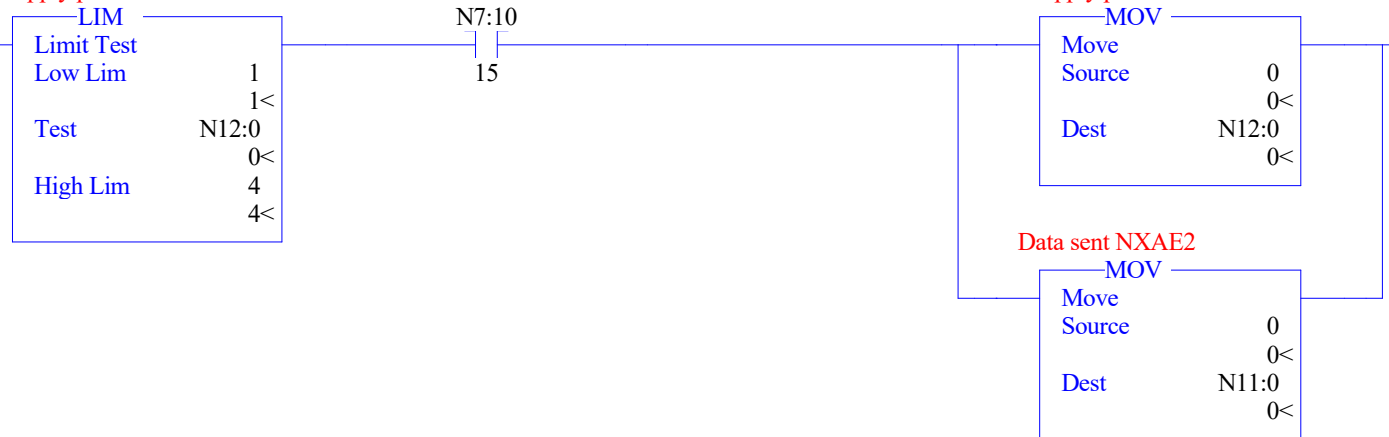 LIM
Limit Test
Low Lim 1
1<
Test N12:0
0<
High Lim 4
4<
N7:10
15
MOV
Move
Source 0
0<
Dest N12:0
0<
Data sent NXAE2
MOV
Move
Source 0
0<
Dest N11:0
0<